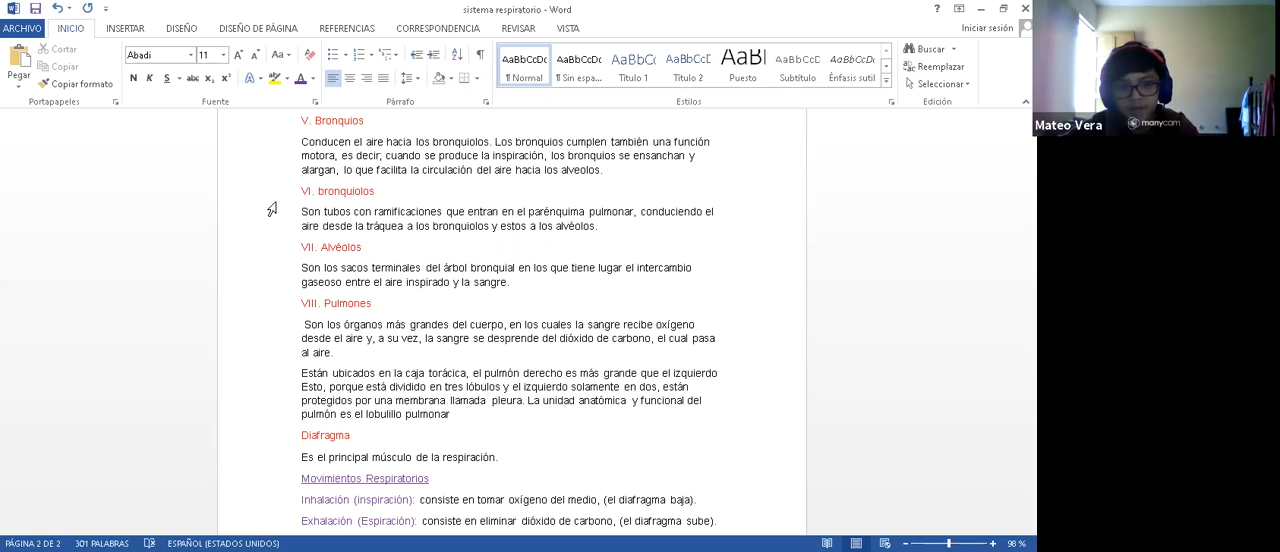 sistema respiratorio - Word
ARCHIVO INICIO INSERTAR DISEÑO DISEÑO DE PÁGINA REFERENCIAS CORRESPONDENCIA REVISAR VISTA Iniciar sesión
Pegar
Cortar
Copiar
Copiar formato
Portapapeles
Abadi 11
N K S abc x₂ x²
Fuente
Párrafo
AaBbCcDc AaBbCcDc AaBbCc AaBbCcD AaBl AaBbCcD AaBbCcDc
¶ Normal ¶ Sin espa... Título 1 Título 2 Puesto Subtítulo Énfasis sutil
Estilos
Buscar
Reemplazar
Seleccionar
Edición
Mateo Vera
manycam
V. Bronquios
Conducen el aire hacia los bronquiolos. Los bronquios cumplen también una función
motora, es decir; cuando se produce la inspiración, los bronquios se ensanchan y
alargan, lo que facilita la circulación del aire hacia los alveolos.
VI. bronquiolos
Son tubos con ramificaciones que entran en el parénquima pulmonar, conduciendo el
aire desde la tráquea a los bronquiolos y estos a los alvéolos.
VII. Alvéolos
Son los sacos terminales del árbol bronquial en los que tiene lugar el intercambio
gaseoso entre el aire inspirado y la sangre.
VIII. Pulmones
Son los órganos más grandes del cuerpo, en los cuales la sangre recibe oxígeno
desde el aire y, a su vez, la sangre se desprende del dióxido de carbono, el cual pasa
al aire.
Están ubicados en la caja torácica, el pulmón derecho es más grande que el izquierdo
Esto, porque está dividido en tres lóbulos y el izquierdo solamente en dos, están
protegidos por una membrana llamada pleura. La unidad anatómica y funcional del
pulmón es el lobulillo pulmonar
Diafragma
Es el principal músculo de la respiración.
Movimientos Respiratorios
Inhalación (inspiración): consiste en tomar oxígeno del medio, (el diafragma baja).
Exhalación (Espiración): consiste en eliminar dióxido de carbono, (el diafragma sube).
PÁGINA 2 DE 2 301 PALABRAS ESPAÑOL (ESTADOS UNIDOS) 98 %